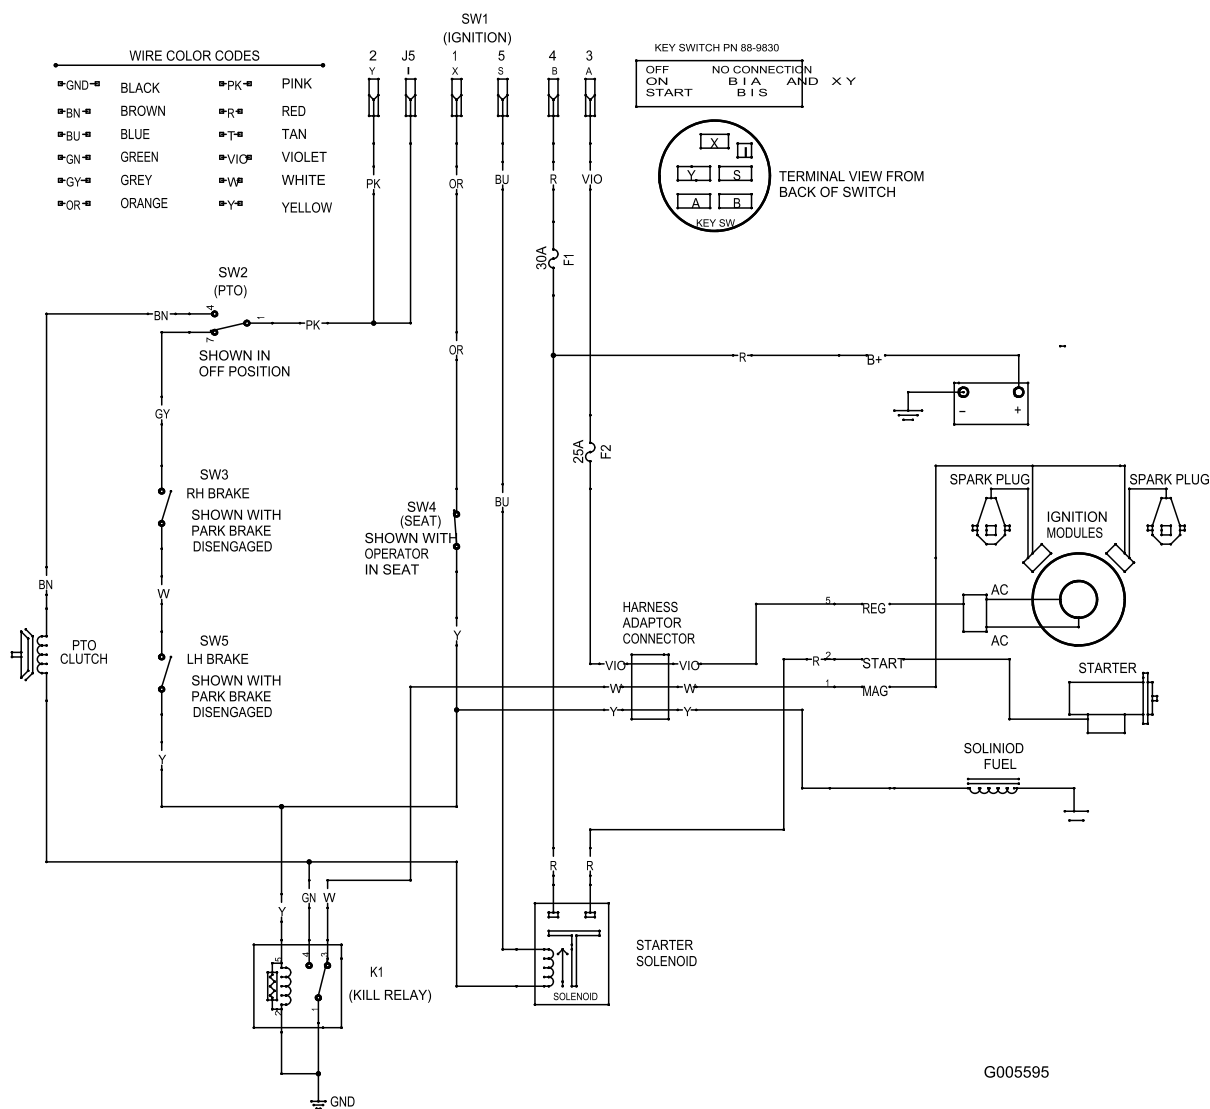 SW1
(IGNITION)
2 J5 1 5 4 3
Y I X S B A
WIRE COLOR CODES
GND BLACK PK PINK
BN BROWN R RED
BU BLUE T TAN
GN GREEN VIO VIOLET
GY GREY W WHITE
OR ORANGE Y YELLOW
KEY SWITCH PN 88-9830
OFF NO CONNECTION
ON B I A AND X Y
START B I S
X
I
Y S
A B
KEY SW
TERMINAL VIEW FROM
BACK OF SWITCH
PK OR BU R VIO
30A F1
SW2
(PTO)
BN 4
1 PK
7
SHOWN IN
OFF POSITION
OR
R B+
- +
GY
25A F2
SW3
RH BRAKE
SHOWN WITH
PARK BRAKE
DISENGAGED
SW4
(SEAT)
SHOWN WITH
OPERATOR
IN SEAT
BU
SPARK PLUG SPARK PLUG
IGNITION
MODULES
BN
W
AC
AC
HARNESS
ADAPTOR
CONNECTOR
5 REG
PTO
CLUTCH
SW5
LH BRAKE
SHOWN WITH
PARK BRAKE
DISENGAGED
Y
VIO VIO
R 2 START
W W 1 MAG
Y Y
STARTER
Y
SOLINIOD
FUEL
R R
GN W
Y
5 4 3
K1
(KILL RELAY)
2 1
STARTER
SOLENOID
SOLENOID
GND
G005595